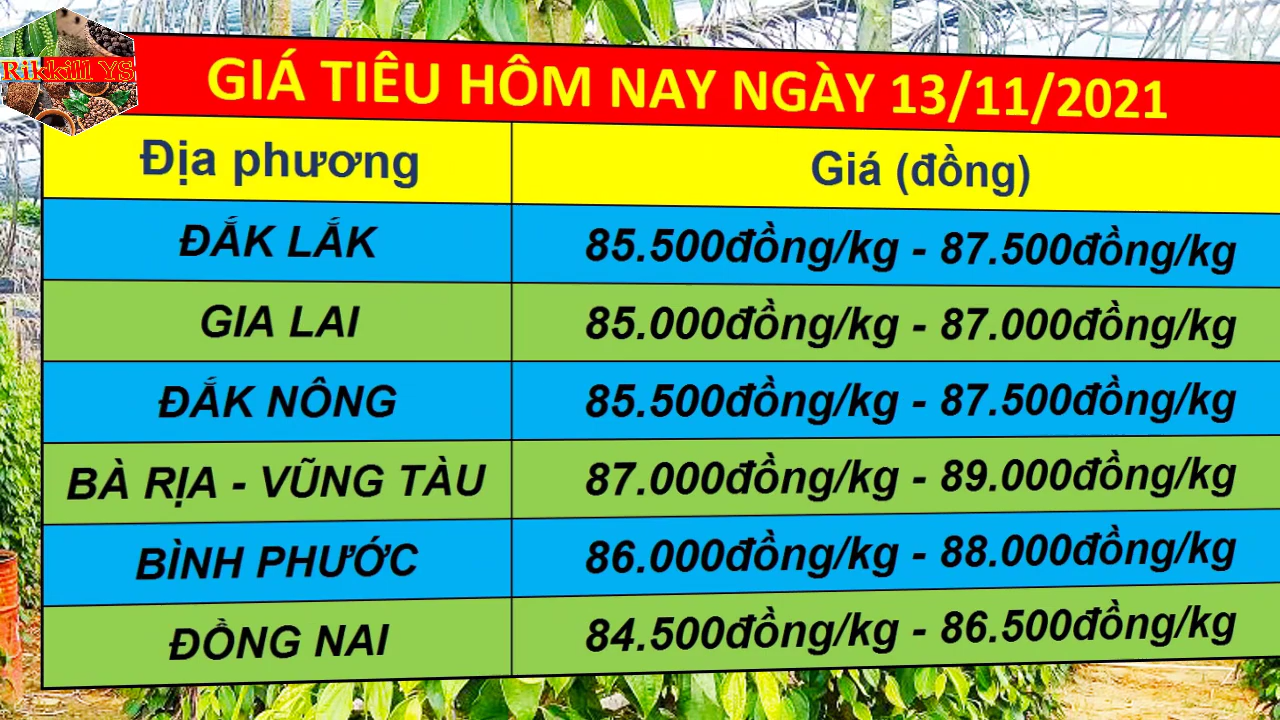 Rikkill YS
GIÁ TIÊU HÔM NAY NGÀY 13/11/2021
Địa phương Giá (đồng)
ĐẮK LẮK 85.500đồng/kg - 87.500đồng/kg
GIA LAI 85.000đồng/kg - 87.000đồng/kg
ĐẮK NÔNG 85.500đồng/kg - 87.500đồng/kg
BÀ RỊA - VŨNG TÀU 87.000đồng/kg - 89.000đồng/kg
BÌNH PHƯỚC 86.000đồng/kg - 88.000đồng/kg
ĐỒNG NAI 84.500đồng/kg - 86.500đồng/kg